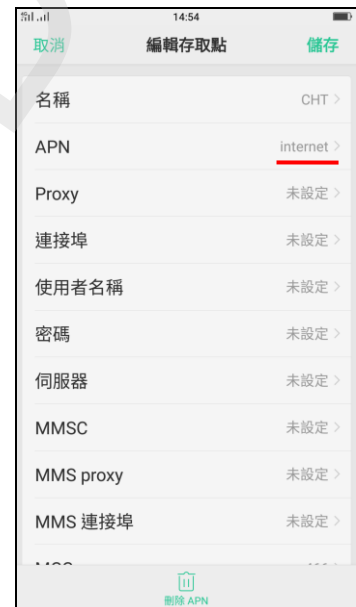 14:54
取消 編輯存取點 儲存
名稱 CHT
APN internet
Proxy 未設定
連接埠 未設定
使用者名稱 未設定
密碼 未設定
伺服器 未設定
MMSC 未設定
MMS proxy 未設定
MMS 連接埠 未設定
刪除 APN